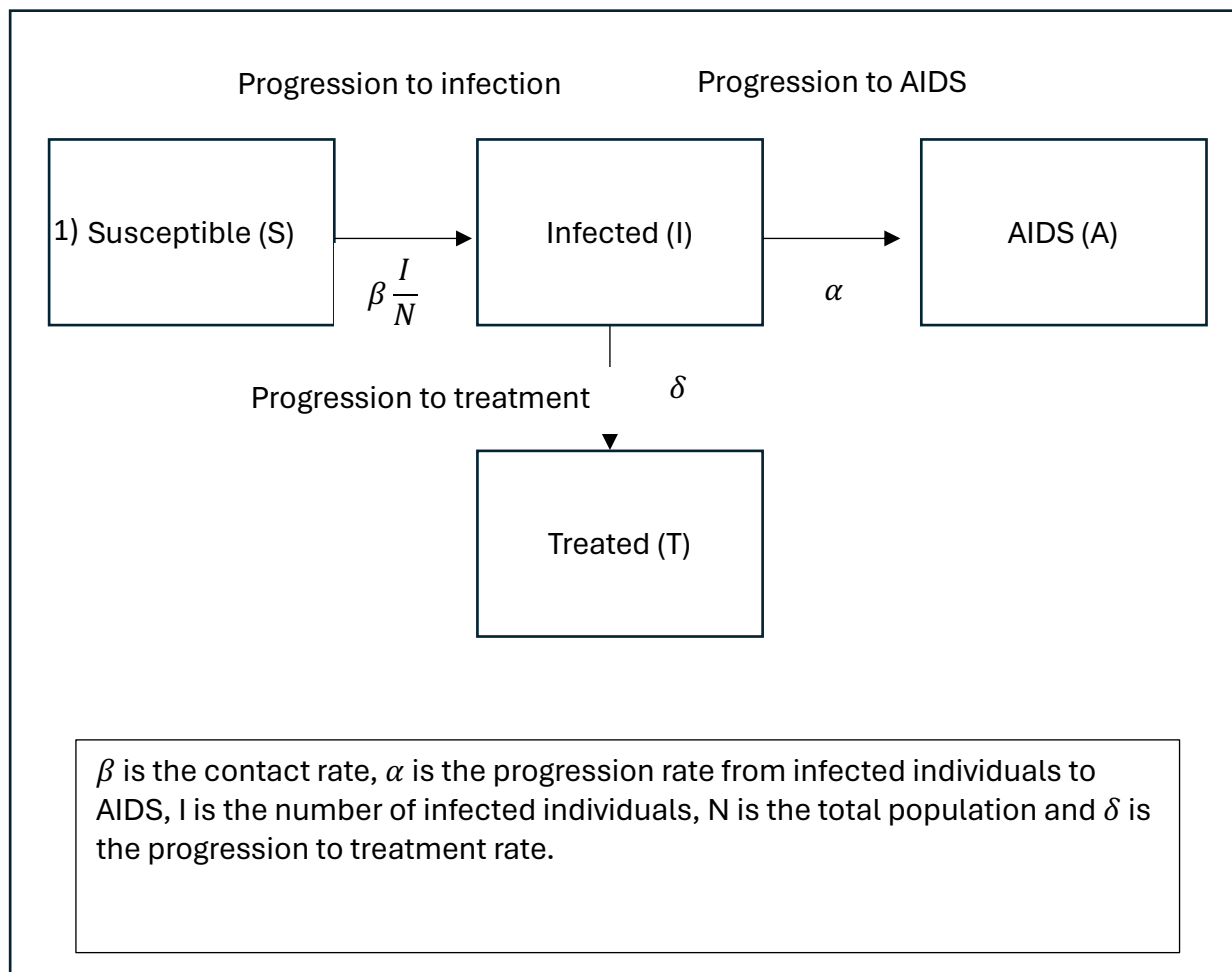 Progression to infection
Progression to AIDS
1) Susceptible (S)
Infected (I)
AIDS (A)
β I/N
α
Progression to treatment
δ
Treated (T)
β is the contact rate, α is the progression rate from infected individuals to
AIDS, I is the number of infected individuals, N is the total population and δ is
the progression to treatment rate.